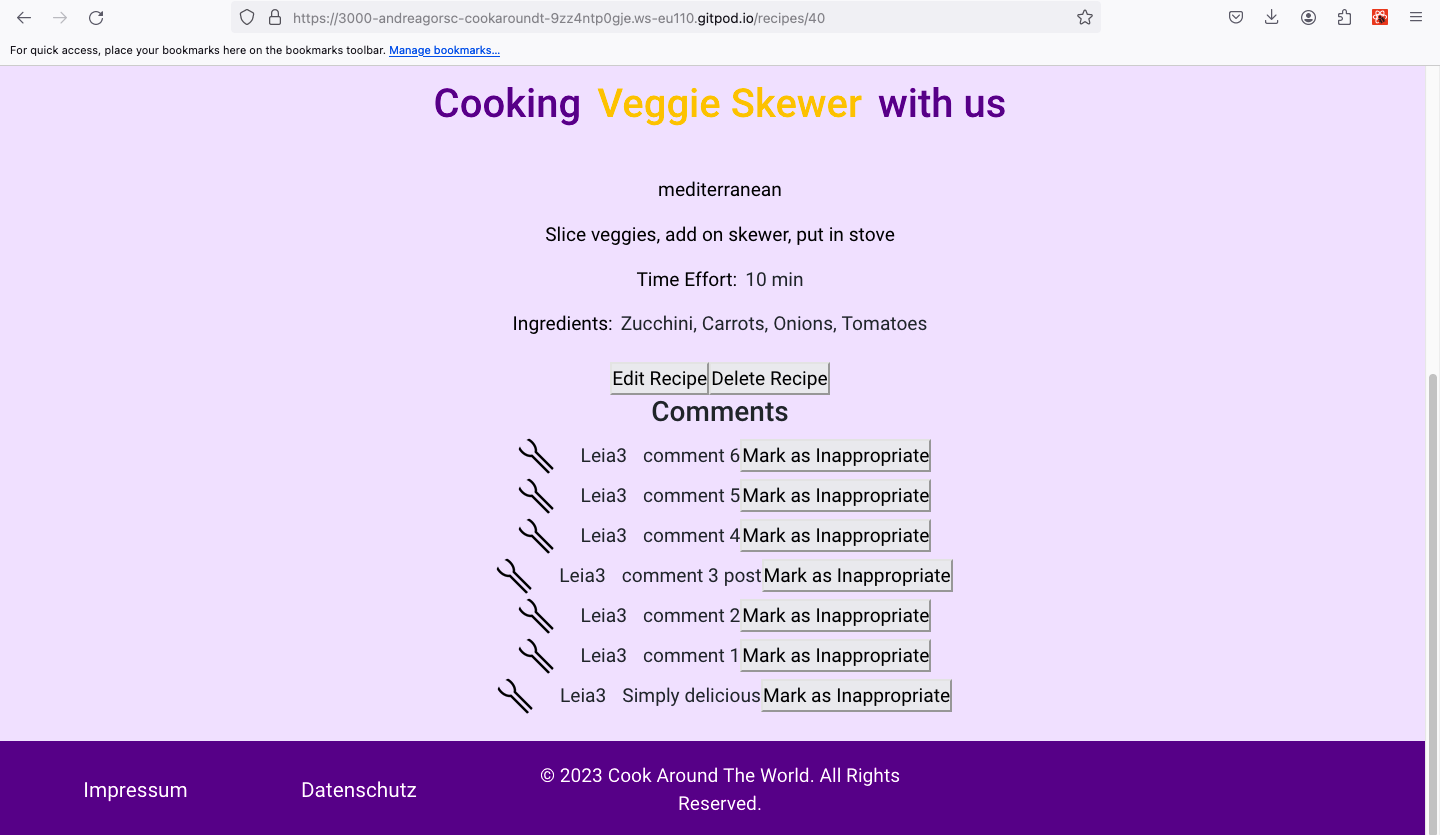 https://3000-andreagorsc-cookaroundt-9zz4ntp0gje.ws-eu110.gitpod.io/recipes/40
For quick access, place your bookmarks here on the bookmarks toolbar. Manage bookmarks...
Cooking Veggie Skewer with us
mediterranean
Slice veggies, add on skewer, put in stove
Time Effort: 10 min
Ingredients: Zucchini, Carrots, Onions, Tomatoes
Edit Recipe Delete Recipe
Comments
Leia3 comment 6 Mark as Inappropriate
Leia3 comment 5 Mark as Inappropriate
Leia3 comment 4 Mark as Inappropriate
Leia3 comment 3 post Mark as Inappropriate
Leia3 comment 2 Mark as Inappropriate
Leia3 comment 1 Mark as Inappropriate
Leia3 Simply delicious Mark as Inappropriate
Impressum Datenschutz © 2023 Cook Around The World. All Rights
Reserved.